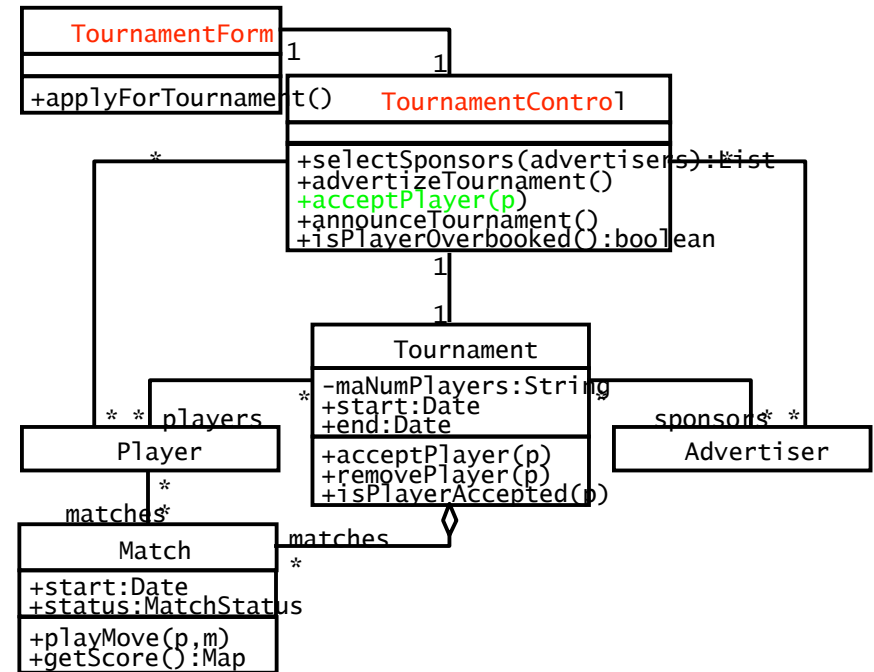 TournamentForm
1
1
+applyForTournament()
TournamentControl
*
*
+selectSponsors(advertisers):List
+advertizeTournament()
+acceptPlayer(p)
+announceTournament()
+isPlayerOverbooked():boolean
1
1
Tournament
-maNumPlayers:String
+start:Date
+end:Date
*
*
* * players
sponsors * *
Player
Advertiser
+acceptPlayer(p)
+removePlayer(p)
+isPlayerAccepted(p)
*
matches *
Match
matches
*
+start:Date
+status:MatchStatus
+playMove(p,m)
+getScore():Map